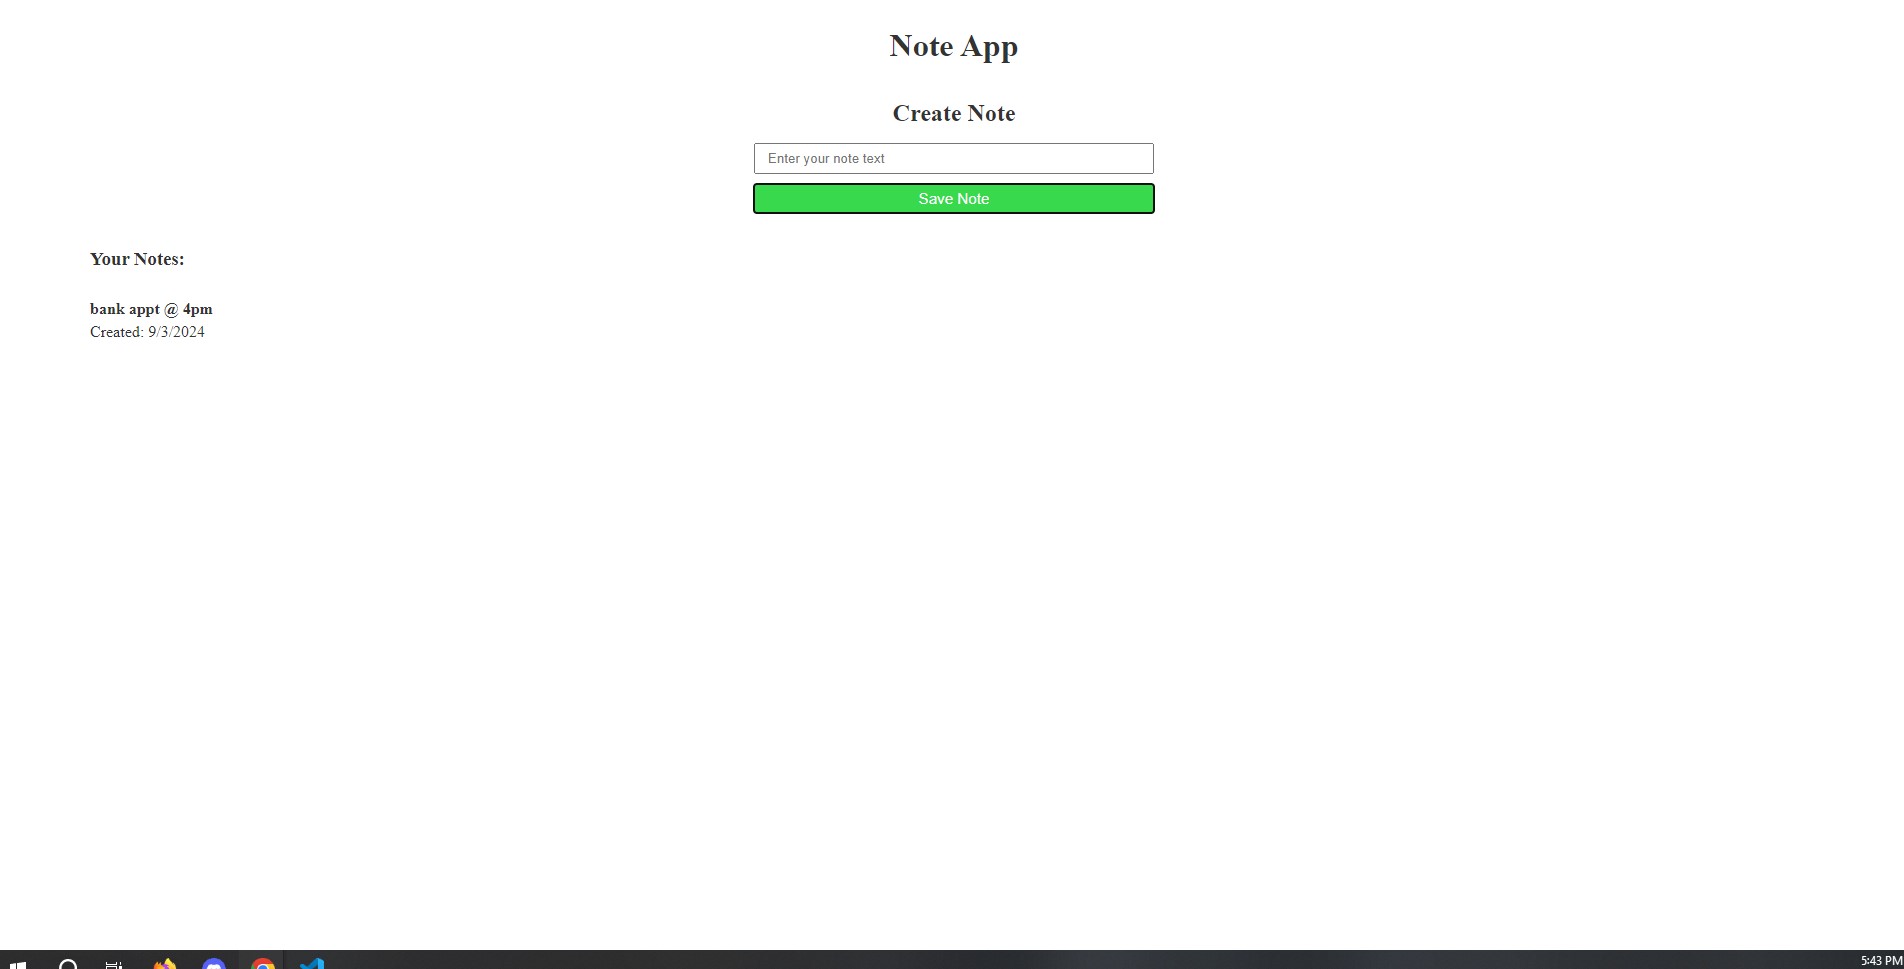 Note App
Create Note
Enter your note text
Save Note
Your Notes:
bank appt @ 4pm
Created: 9/3/2024
5:43 PM